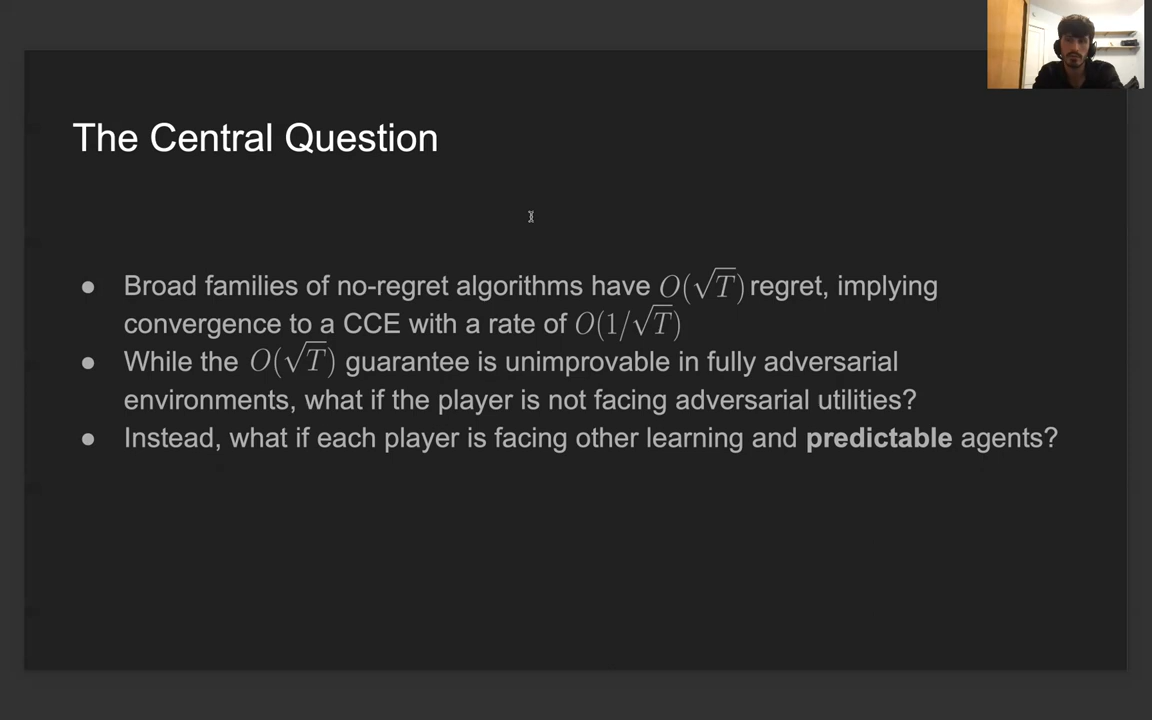 The Central Question
● Broad families of no-regret algorithms have O(√T) regret, implying
convergence to a CCE with a rate of O(1/√T)
● While the O(√T) guarantee is unimprovable in fully adversarial
environments, what if the player is not facing adversarial utilities?
● Instead, what if each player is facing other learning and predictable agents?